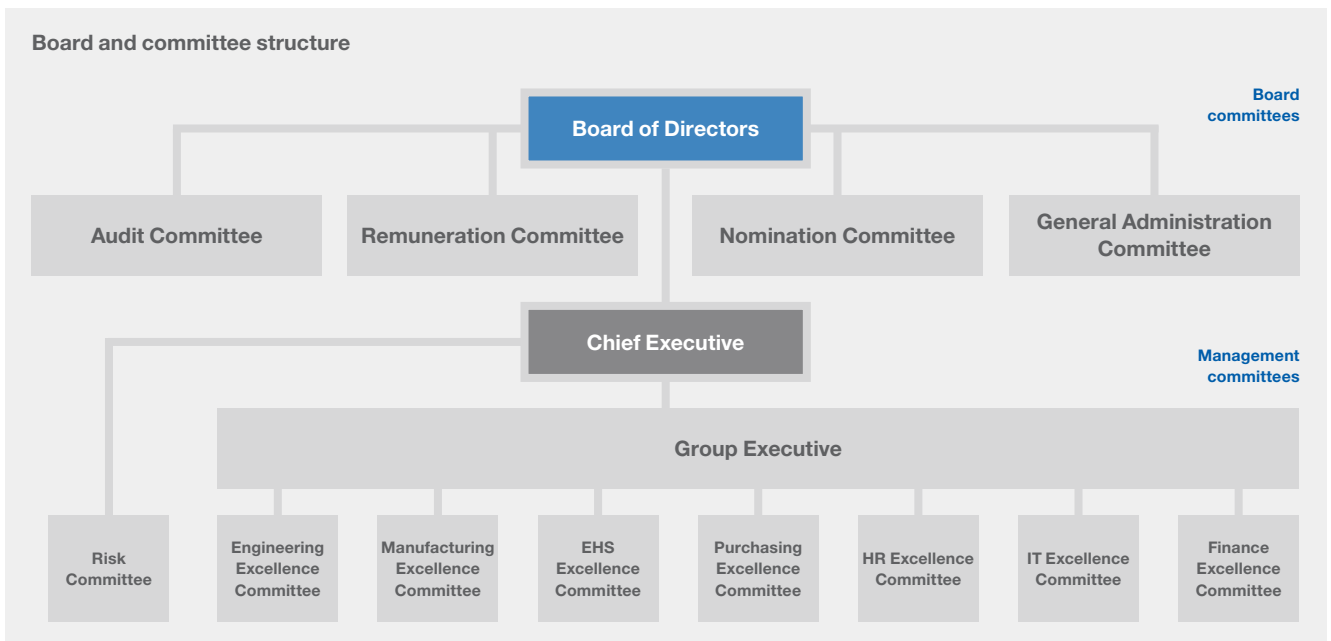 Board and committee structure
Board
committees
Board of Directors
Audit Committee
Remuneration Committee
Nomination Committee
General Administration
Committee
Chief Executive
Management
committees
Group Executive
Risk
Committee
Engineering
Excellence
Committee
Manufacturing
Excellence
Committee
EHS
Excellence
Committee
Purchasing
Excellence
Committee
HR Excellence
Committee
IT Excellence
Committee
Finance
Excellence
Committee